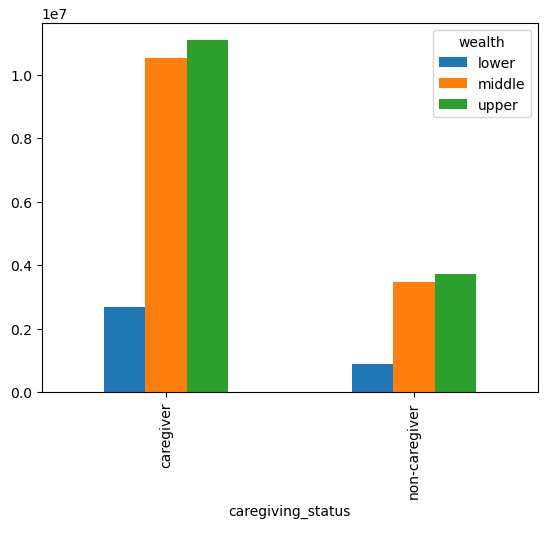 1e7
wealth
lower
middle
upper
1.0
0.8
0.6
0.4
0.2
0.0
caregiver
non-caregiver
caregiving_status